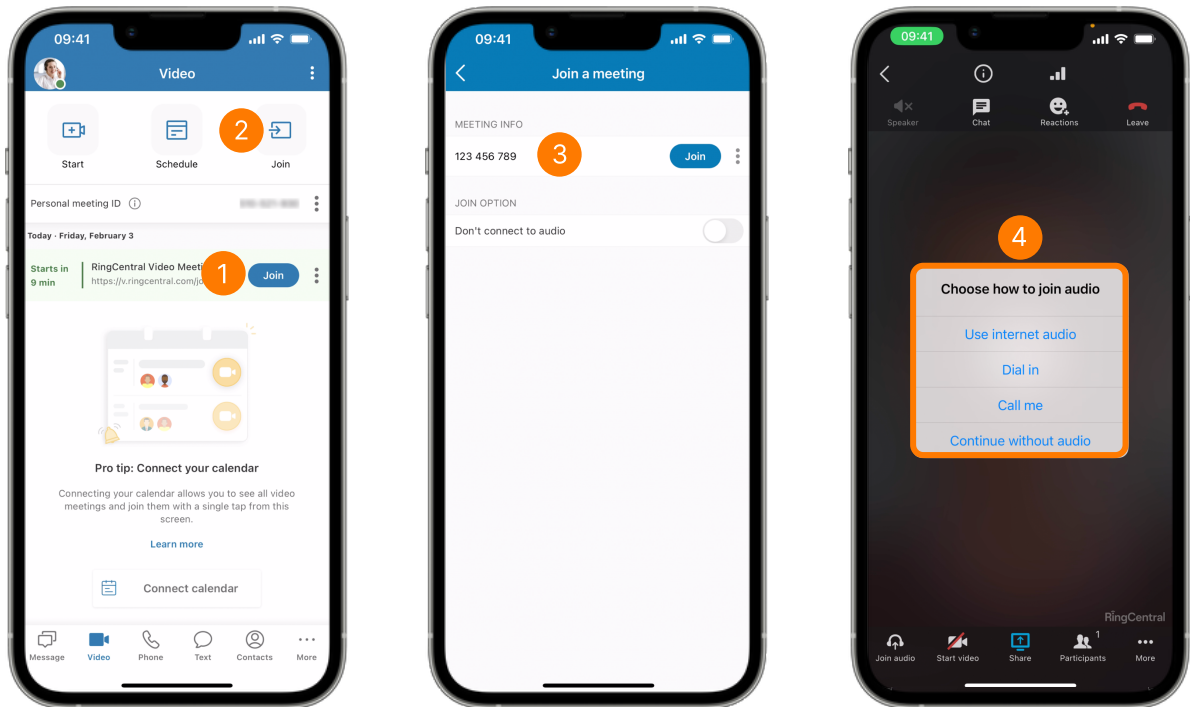 09:41
Video
2
Start
Schedule
Join
Personal meeting ID
Today · Friday, February 3
Starts in
9 min
RingCentral Video Meeti
https://v.ringcentral.com/jo
1
Join
Pro tip: Connect your calendar
Connecting your calendar allows you to see all video
meetings and join them with a single tap from this
screen.
Learn more
Connect calendar
Message
Video
Phone
Text
Contacts
More
09:41
Join a meeting
MEETING INFO
123 456 789
3
Join
JOIN OPTION
Don't connect to audio
09:41
Speaker
Chat
Reactions
Leave
4
Choose how to join audio
Use internet audio
Dial in
Call me
Continue without audio
RingCentral
Join audio
Start video
Share
1
Participants
More